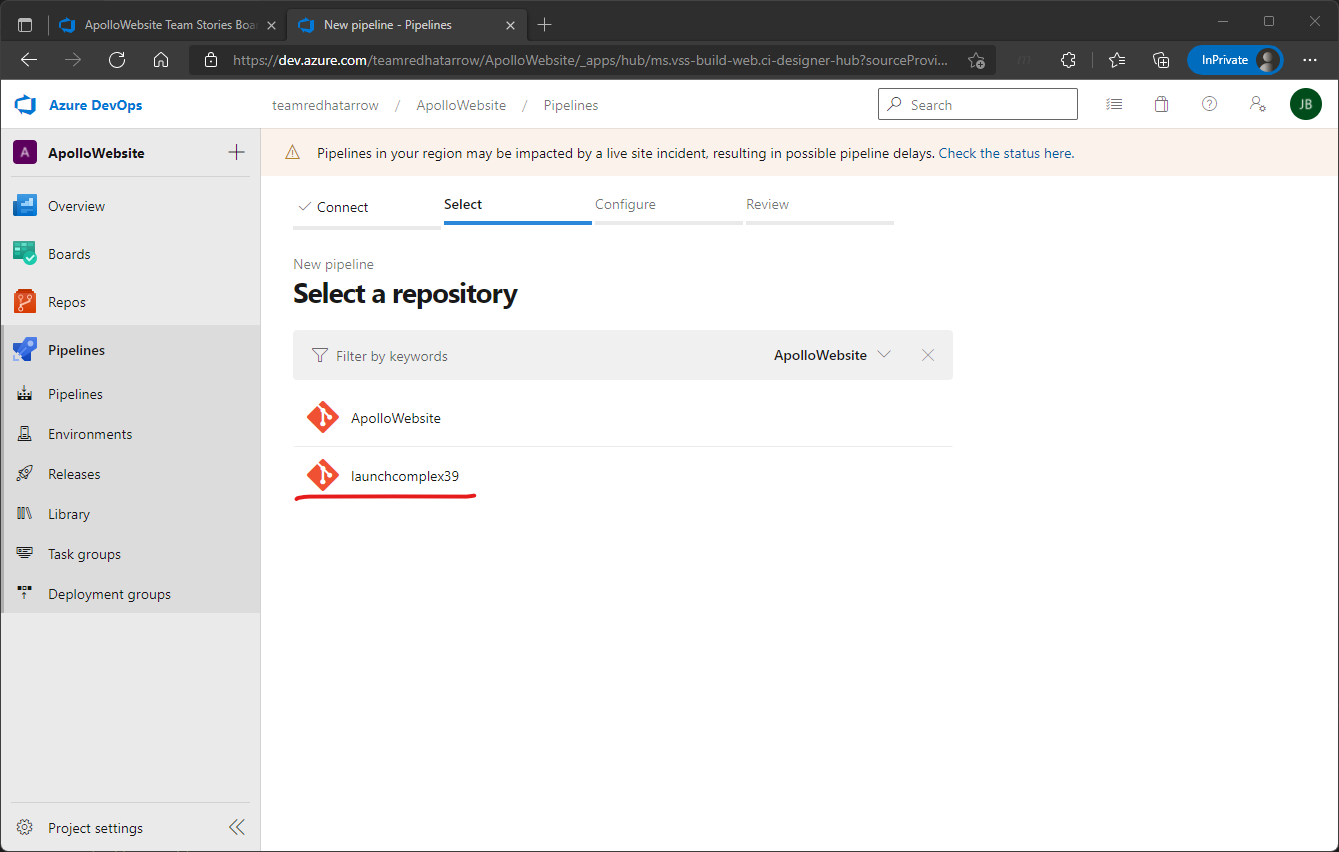 ApolloWebsite Team Stories Boa
New pipeline - Pipelines
https://dev.azure.com/teamredhatarrow/ApolloWebsite/_apps/hub/ms.vss-build-web.ci-designer-hub?sourceProvi...
InPrivate
Azure DevOps
teamredhatarrow / ApolloWebsite / Pipelines
Search
JB
A ApolloWebsite
Pipelines in your region may be impacted by a live site incident, resulting in possible pipeline delays. Check the status here.
Overview
Boards
Repos
Pipelines
Pipelines
Environments
Releases
Library
Task groups
Deployment groups
Project settings
Connect
Select
Configure
Review
New pipeline
Select a repository
Filter by keywords
ApolloWebsite
ApolloWebsite
launchcomplex39